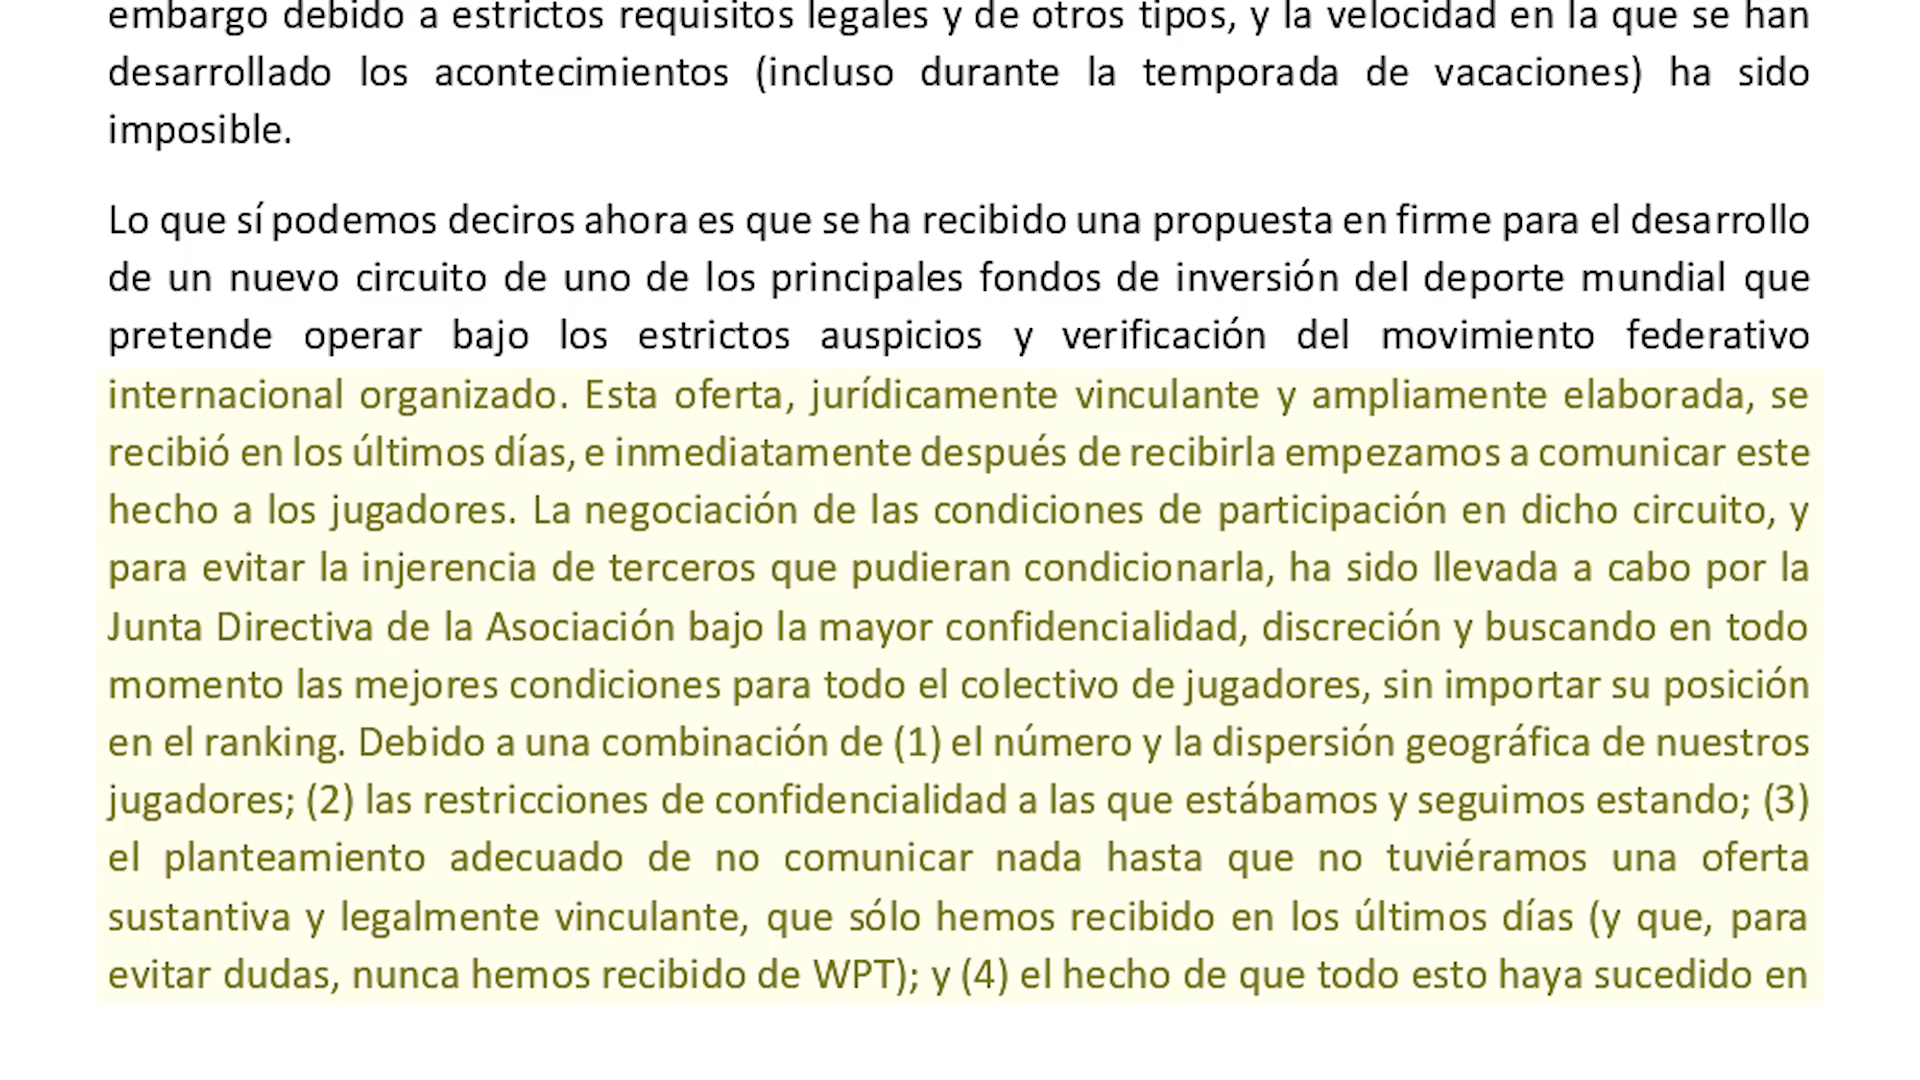 embargo debido a estrictos requisitos legales y de otros tipos, y la velocidad en la que se han
desarrollado los acontecimientos (incluso durante la temporada de vacaciones) ha sido
imposible.
Lo que sí podemos deciros ahora es que se ha recibido una propuesta en firme para el desarrollo
de un nuevo circuito de uno de los principales fondos de inversión del deporte mundial que
pretende operar bajo los estrictos auspicios y verificación del movimiento federativo
internacional organizado. Esta oferta, jurídicamente vinculante y ampliamente elaborada, se
recibió en los últimos días, e inmediatamente después de recibirla empezamos a comunicar este
hecho a los jugadores. La negociación de las condiciones de participación en dicho circuito, y
para evitar la injerencia de terceros que pudieran condicionarla, ha sido llevada a cabo por la
Junta Directiva de la Asociación bajo la mayor confidencialidad, discreción y buscando en todo
momento las mejores condiciones para todo el colectivo de jugadores, sin importar su posición
en el ranking. Debido a una combinación de (1) el número y la dispersión geográfica de nuestros
jugadores; (2) las restricciones de confidencialidad a las que estábamos y seguimos estando; (3)
el planteamiento adecuado de no comunicar nada hasta que no tuviéramos una oferta
sustantiva y legalmente vinculante, que sólo hemos recibido en los últimos días (y que, para
evitar dudas, nunca hemos recibido de WPT); y (4) el hecho de que todo esto haya sucedido en